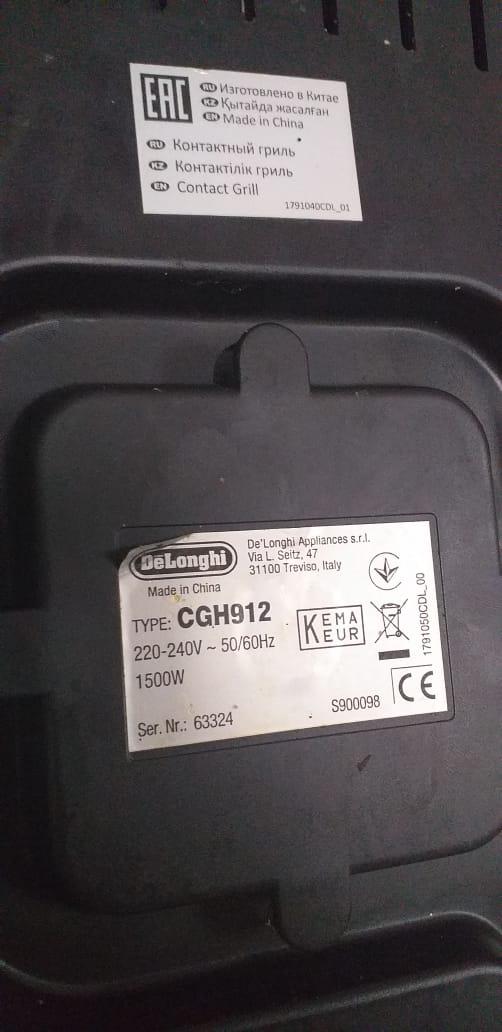 EAC
RU Изготовлено в Китае
KZ Қытайда жасалған
EN Made in China
RU Контактный гриль
KZ Контактілік гриль
EN Contact Grill
1791040CDL_01
DeLonghi
De'Longhi Appliances s.r.l.
Via L. Seitz, 47
31100 Treviso, Italy
Made in China
TYPE: CGH912
220-240V ~ 50/60Hz
1500W
KEMA
EUR
1791050CDL_00
S900098
CE
Ser. Nr.: 63324